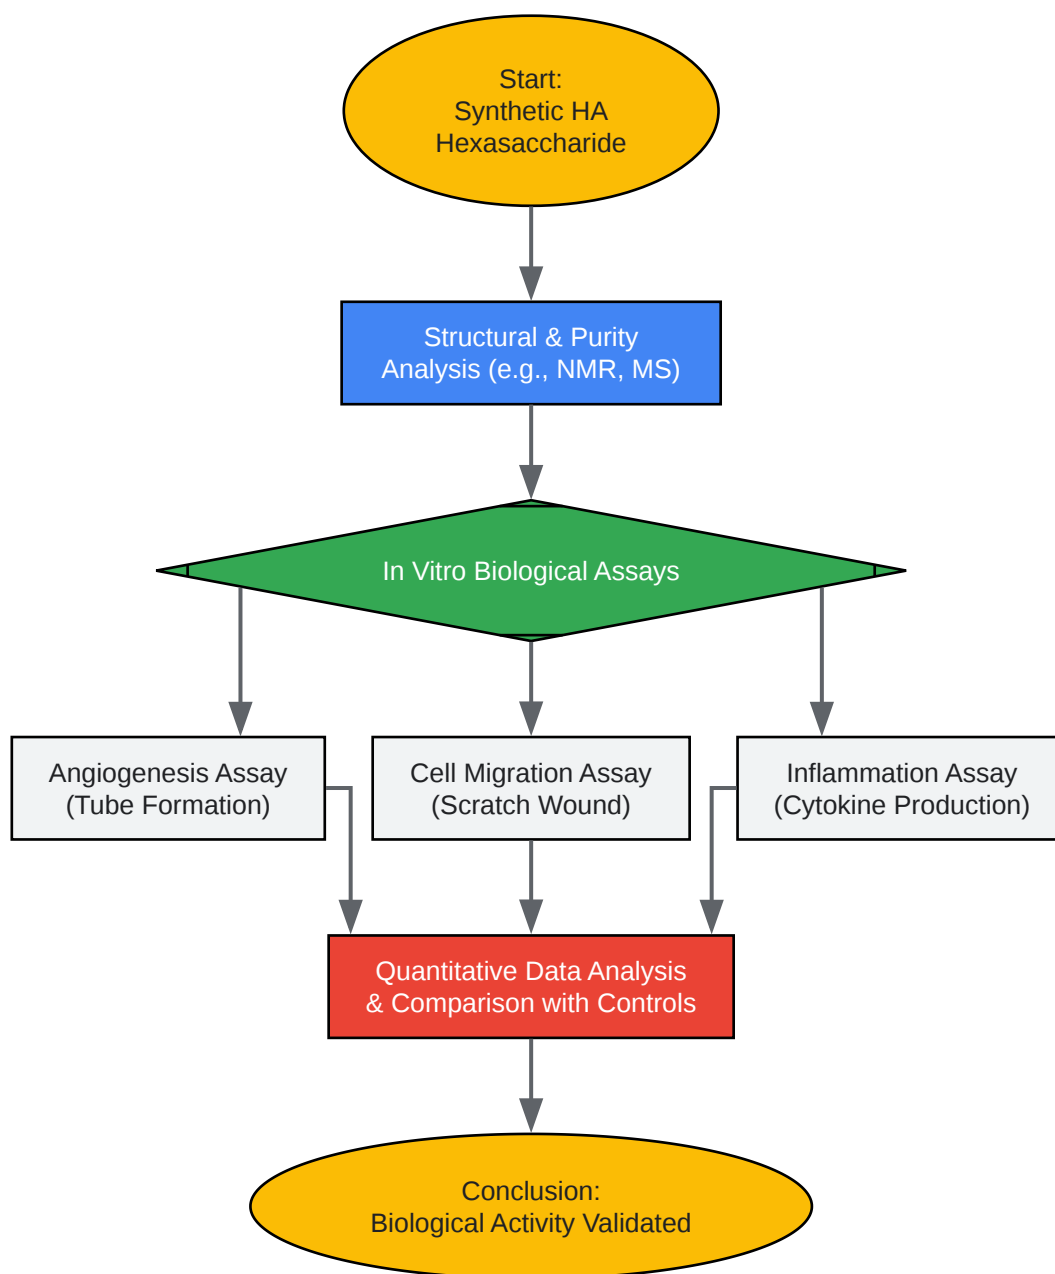 Start:
Synthetic HA
Hexasaccharide
Structural & Purity
Analysis (e.g., NMR, MS)
In Vitro Biological Assays
Angiogenesis Assay
(Tube Formation)
Cell Migration Assay
(Scratch Wound)
Inflammation Assay
(Cytokine Production)
Quantitative Data Analysis
& Comparison with Controls
Conclusion:
Biological Activity Validated